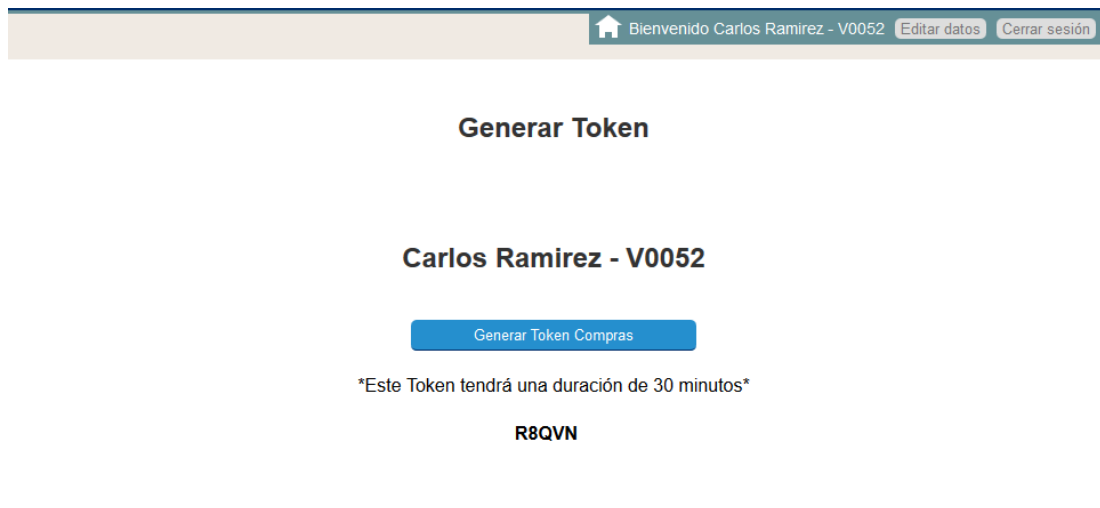 Bienvenido Carlos Ramirez - V0052 Editar datos Cerrar sesión
Generar Token
Carlos Ramirez - V0052
Generar Token Compras
*Este Token tendrá una duración de 30 minutos*
R8QVN